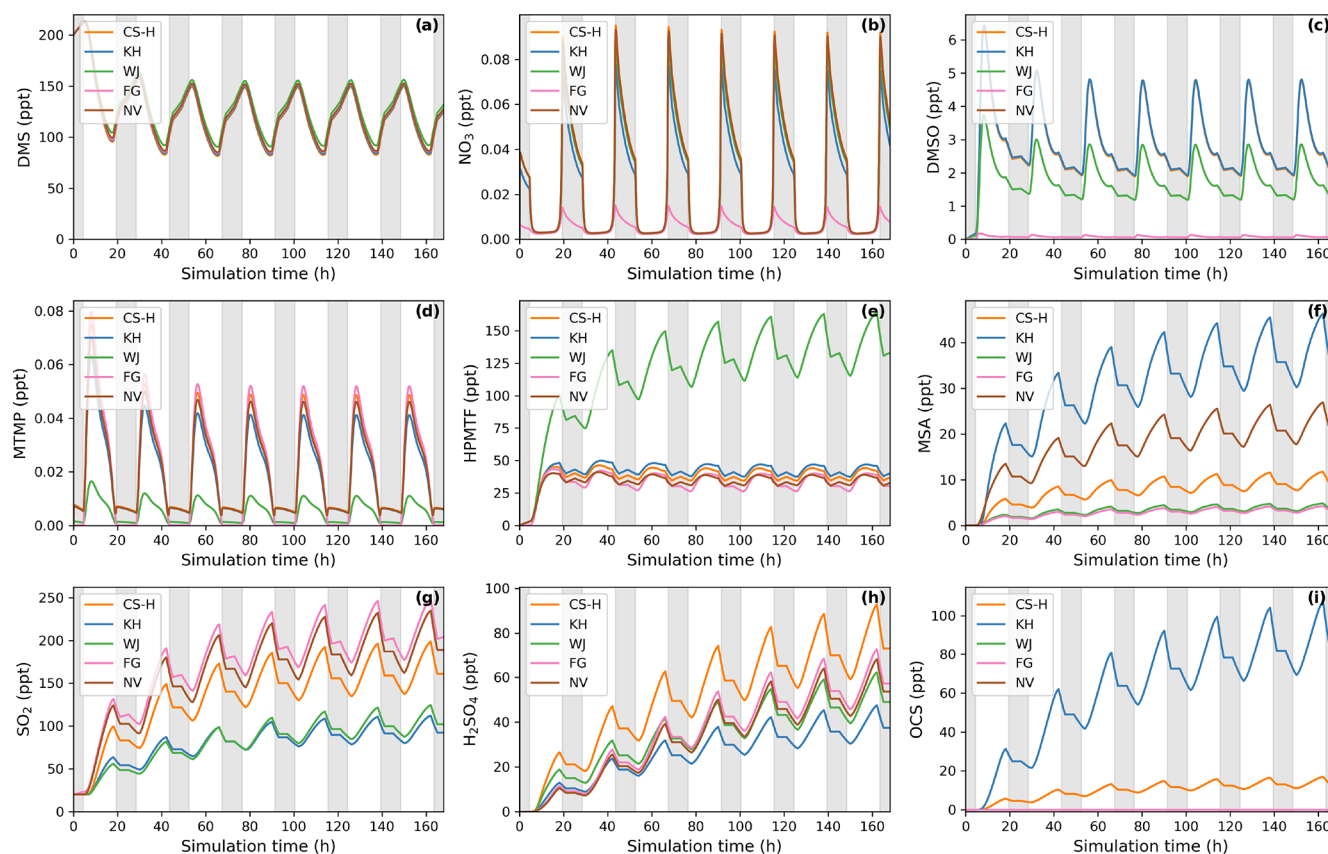 (a)
DMS (ppt)
200
150
100
50
0
CS-H
KH
WJ
FG
NV
0 20 40 60 80 100 120 140 160
Simulation time (h)
(b)
NO3 (ppt)
0.08
0.06
0.04
0.02
0.00
CS-H
KH
WJ
FG
NV
0 20 40 60 80 100 120 140 160
Simulation time (h)
(c)
DMSO (ppt)
6
5
4
3
2
1
0
CS-H
KH
WJ
FG
NV
0 20 40 60 80 100 120 140 160
Simulation time (h)
(d)
MTMP (ppt)
0.08
0.06
0.04
0.02
0.00
CS-H
KH
WJ
FG
NV
0 20 40 60 80 100 120 140 160
Simulation time (h)
(e)
HPMTF (ppt)
150
125
100
75
50
25
0
CS-H
KH
WJ
FG
NV
0 20 40 60 80 100 120 140 160
Simulation time (h)
(f)
MSA (ppt)
40
30
20
10
0
CS-H
KH
WJ
FG
NV
0 20 40 60 80 100 120 140 160
Simulation time (h)
(g)
SO2 (ppt)
250
200
150
100
50
0
CS-H
KH
WJ
FG
NV
0 20 40 60 80 100 120 140 160
Simulation time (h)
(h)
H2SO4 (ppt)
100
80
60
40
20
0
CS-H
KH
WJ
FG
NV
0 20 40 60 80 100 120 140 160
Simulation time (h)
(i)
OCS (ppt)
100
80
60
40
20
0
CS-H
KH
WJ
FG
NV
0 20 40 60 80 100 120 140 160
Simulation time (h)